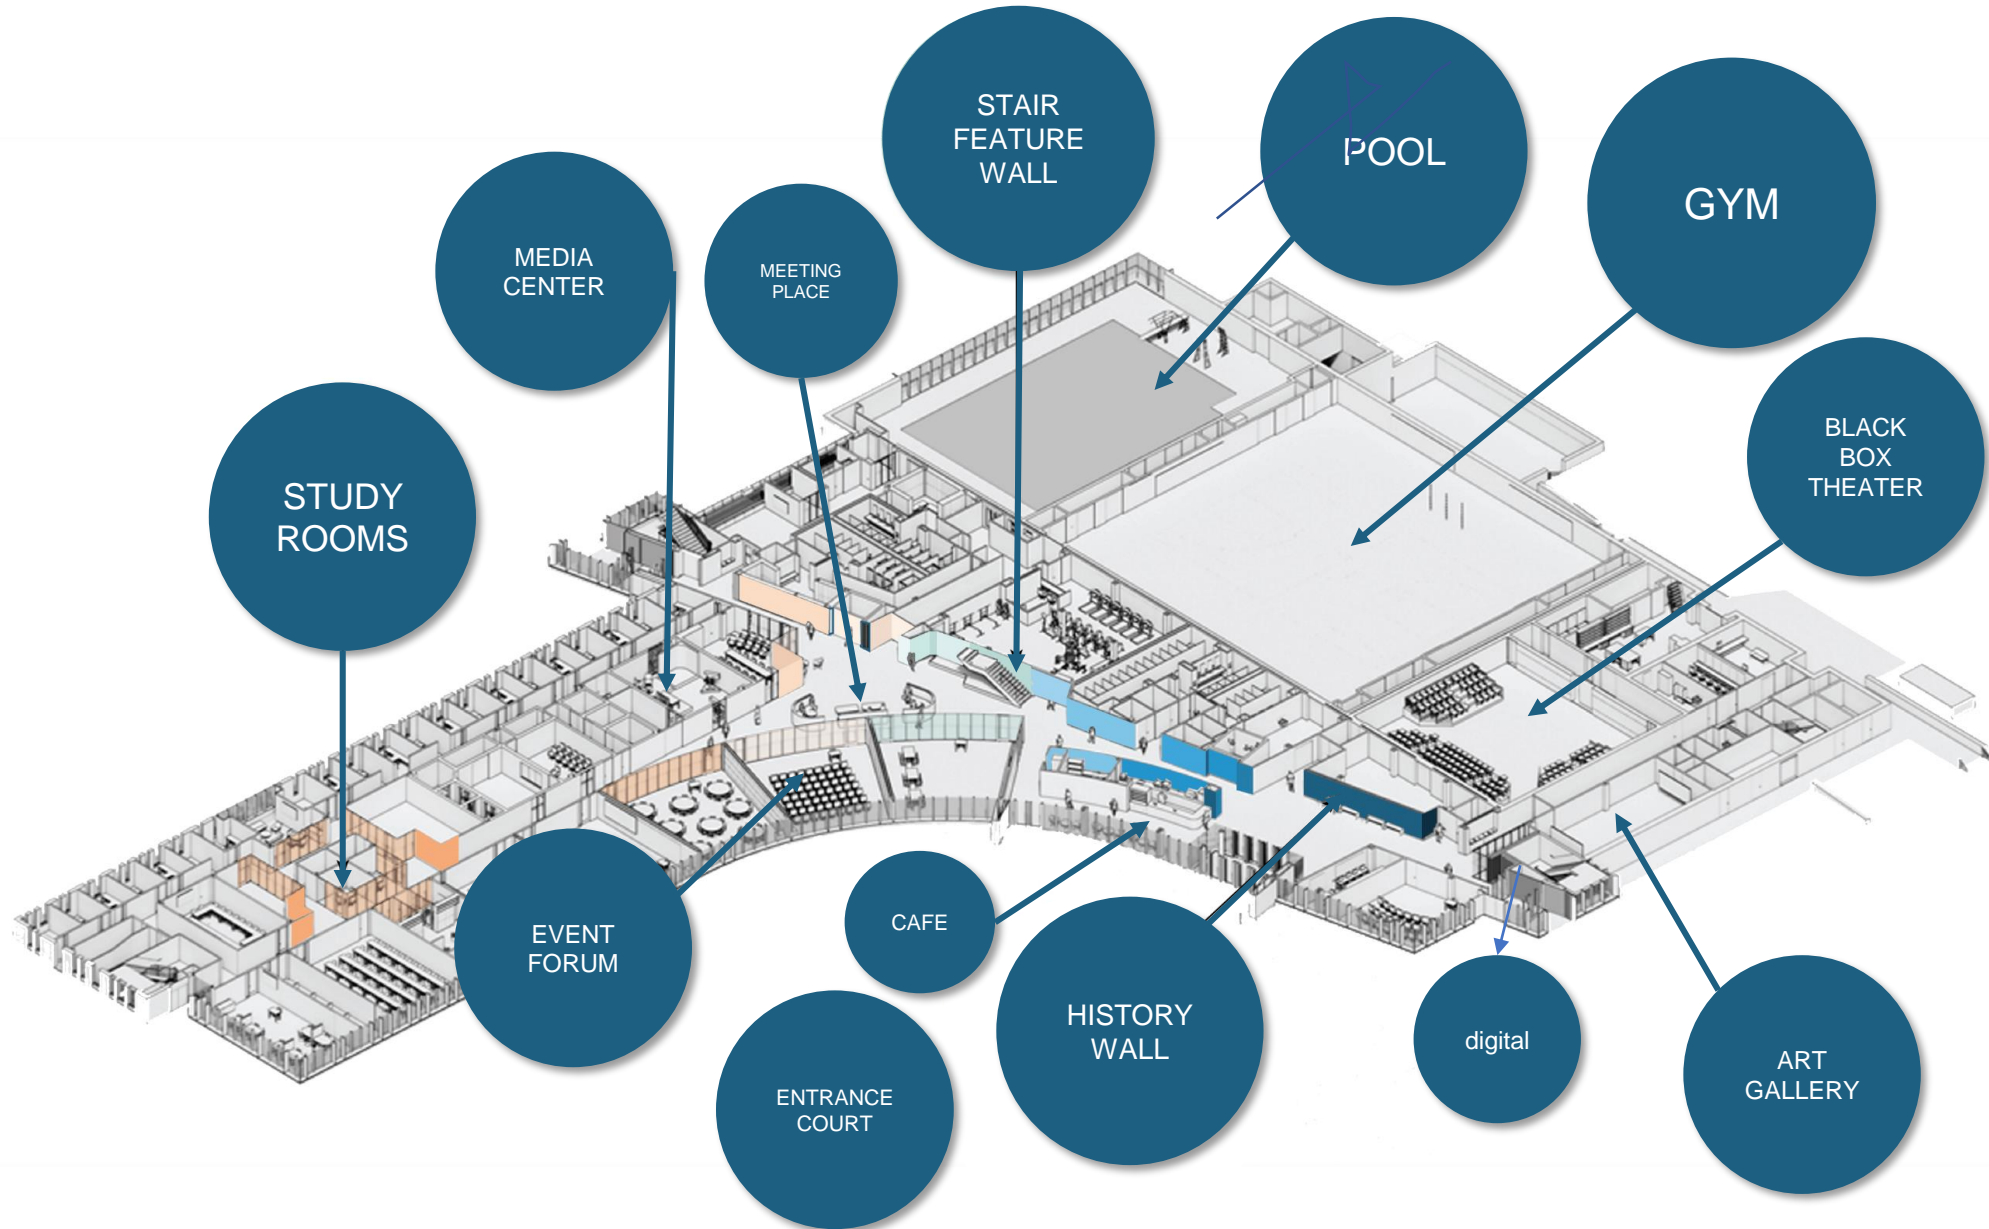 STAIR
FEATURE
WALL
POOL
GYM
MEDIA
CENTER
MEETING
PLACE
BLACK
BOX
THEATER
STUDY
ROOMS
EVENT
FORUM
CAFE
HISTORY
WALL
digital
ART
GALLERY
ENTRANCE
COURT